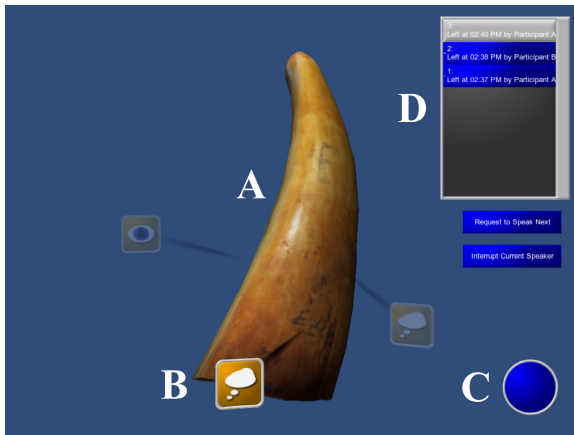 3:
Left at 02:40 PM by Participant A
2:
Left at 02:38 PM by Participant B
1:
Left at 02:37 PM by Participant A
D
A
Request to Speak Next
Interrupt Current Speaker
B
C